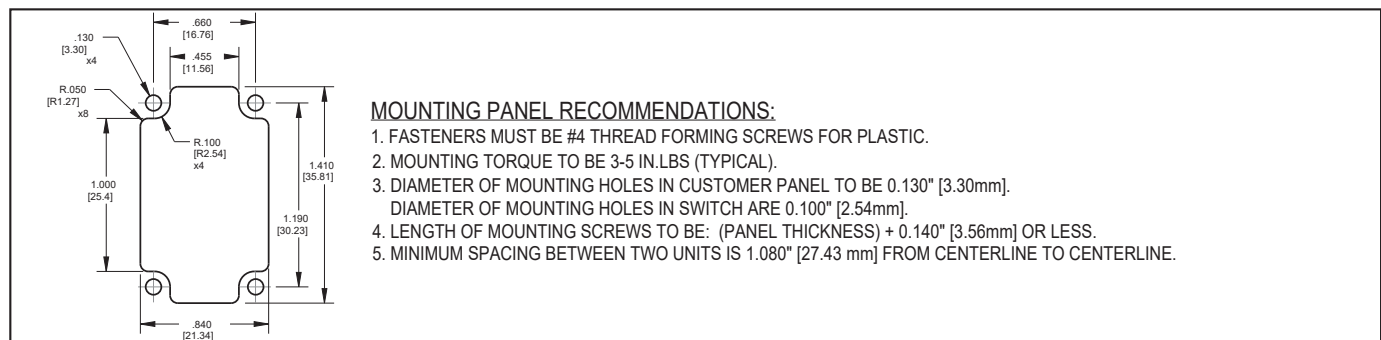 .660
[16.76]
.130
[3.30]
x4
.455
[11.56]
R.050
[R1.27]
x8
R.100
[R2.54]
x4
1.000
[25.4]
1.410
[35.81]
1.190
[30.23]
.840
[21.34]
MOUNTING PANEL RECOMMENDATIONS:
1. FASTENERS MUST BE #4 THREAD FORMING SCREWS FOR PLASTIC.
2. MOUNTING TORQUE TO BE 3-5 IN.LBS (TYPICAL).
3. DIAMETER OF MOUNTING HOLES IN CUSTOMER PANEL TO BE 0.130" [3.30mm].
DIAMETER OF MOUNTING HOLES IN SWITCH ARE 0.100" [2.54mm].
4. LENGTH OF MOUNTING SCREWS TO BE: (PANEL THICKNESS) + 0.140" [3.56mm] OR LESS.
5. MINIMUM SPACING BETWEEN TWO UNITS IS 1.080" [27.43 mm] FROM CENTERLINE TO CENTERLINE.